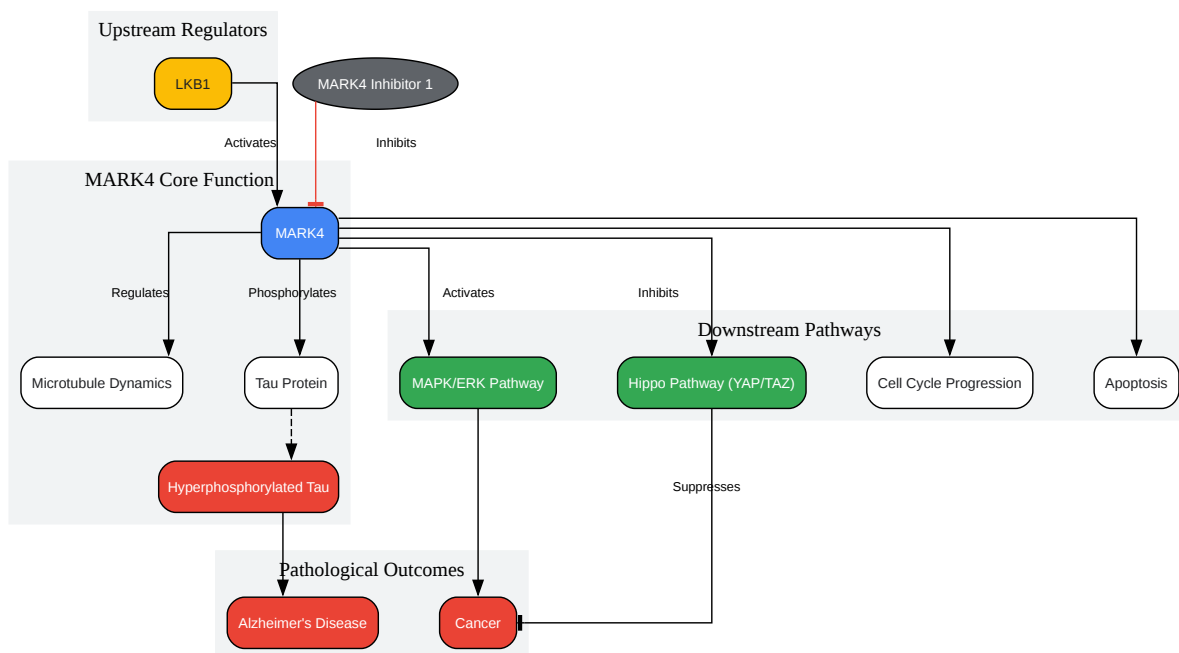 Upstream Regulators
LKB1
MARK4 Inhibitor 1
Activates
Inhibits
MARK4 Core Function
MARK4
Regulates
Phosphorylates
Activates
Inhibits
Downstream Pathways
Microtubule Dynamics
Tau Protein
MAPK/ERK Pathway
Hippo Pathway (YAP/TAZ)
Cell Cycle Progression
Apoptosis
Hyperphosphorylated Tau
Suppresses
Pathological Outcomes
Alzheimer's Disease
Cancer